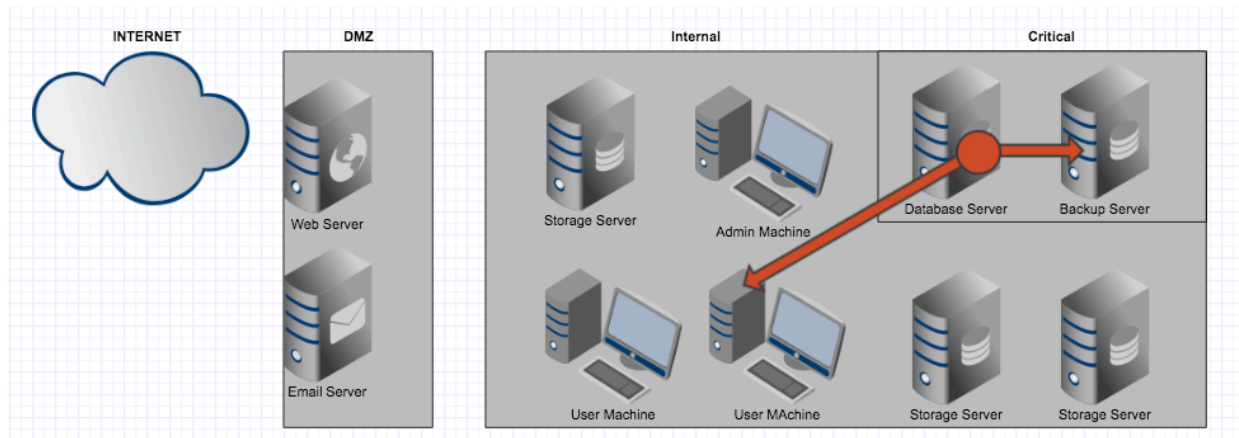 INTERNET
DMZ
Internal
Critical
Web Server
Storage Server
Admin Machine
Database Server
Backup Server
Email Server
User Machine
User MAchine
Storage Server
Storage Server